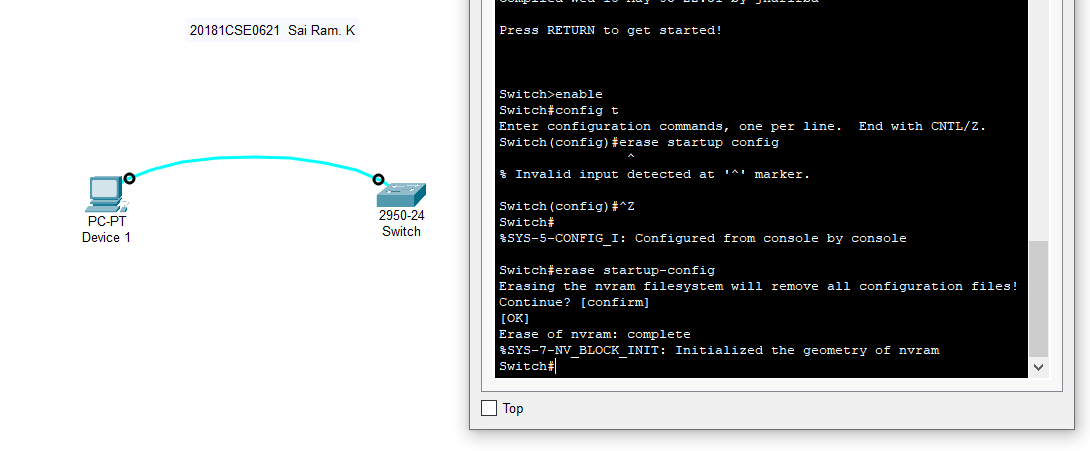 20181CSE0621 Sai Ram. K
PC-PT
Device 1
2950-24
Switch
Press RETURN to get started!
Switch>enable
Switch#config t
Enter configuration commands, one per line.  End with CNTL/Z.
Switch(config)#erase startup config
^
% Invalid input detected at '^' marker.
Switch(config)#^Z
Switch#
%SYS-5-CONFIG_I: Configured from console by console
Switch#erase startup-config
Erasing the nvram filesystem will remove all configuration files!
Continue? [confirm]
[OK]
Erase of nvram: complete
%SYS-7-NV_BLOCK_INIT: Initialized the geometry of nvram
Switch#
Top